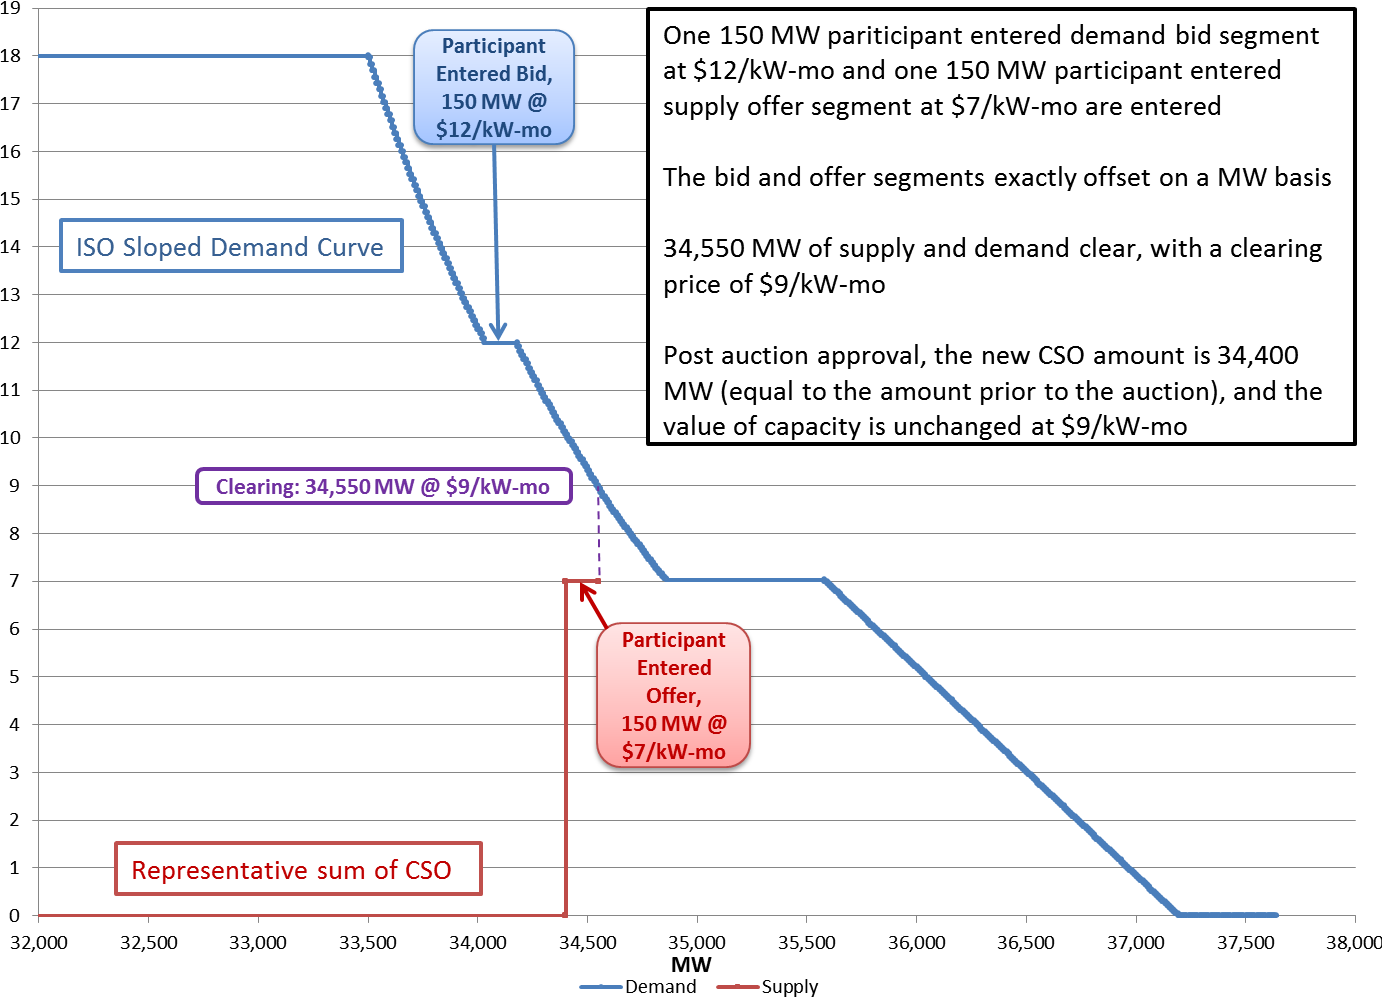 19
18
17
16
15
14
13
12
11
10
9
8
7
6
5
4
3
2
1
0
Participant
Entered Bid,
150 MW @
$12/kW-mo
One 150 MW pariticipant entered demand bid segment
at $12/kW-mo and one 150 MW participant entered
supply offer segment at $7/kW-mo are entered
The bid and offer segments exactly offset on a MW basis
34,550 MW of supply and demand clear, with a clearing
price of $9/kW-mo
Post auction approval, the new CSO amount is 34,400
MW (equal to the amount prior to the auction), and the
value of capacity is unchanged at $9/kW-mo
ISO Sloped Demand Curve
Clearing: 34,550 MW @ $9/kW-mo
Participant
Entered
Offer,
150 MW @
$7/kW-mo
Representative sum of CSO
32,000 32,500 33,000 33,500 34,000 34,500 35,000 35,500 36,000 36,500 37,000 37,500 38,000
MW
Demand Supply